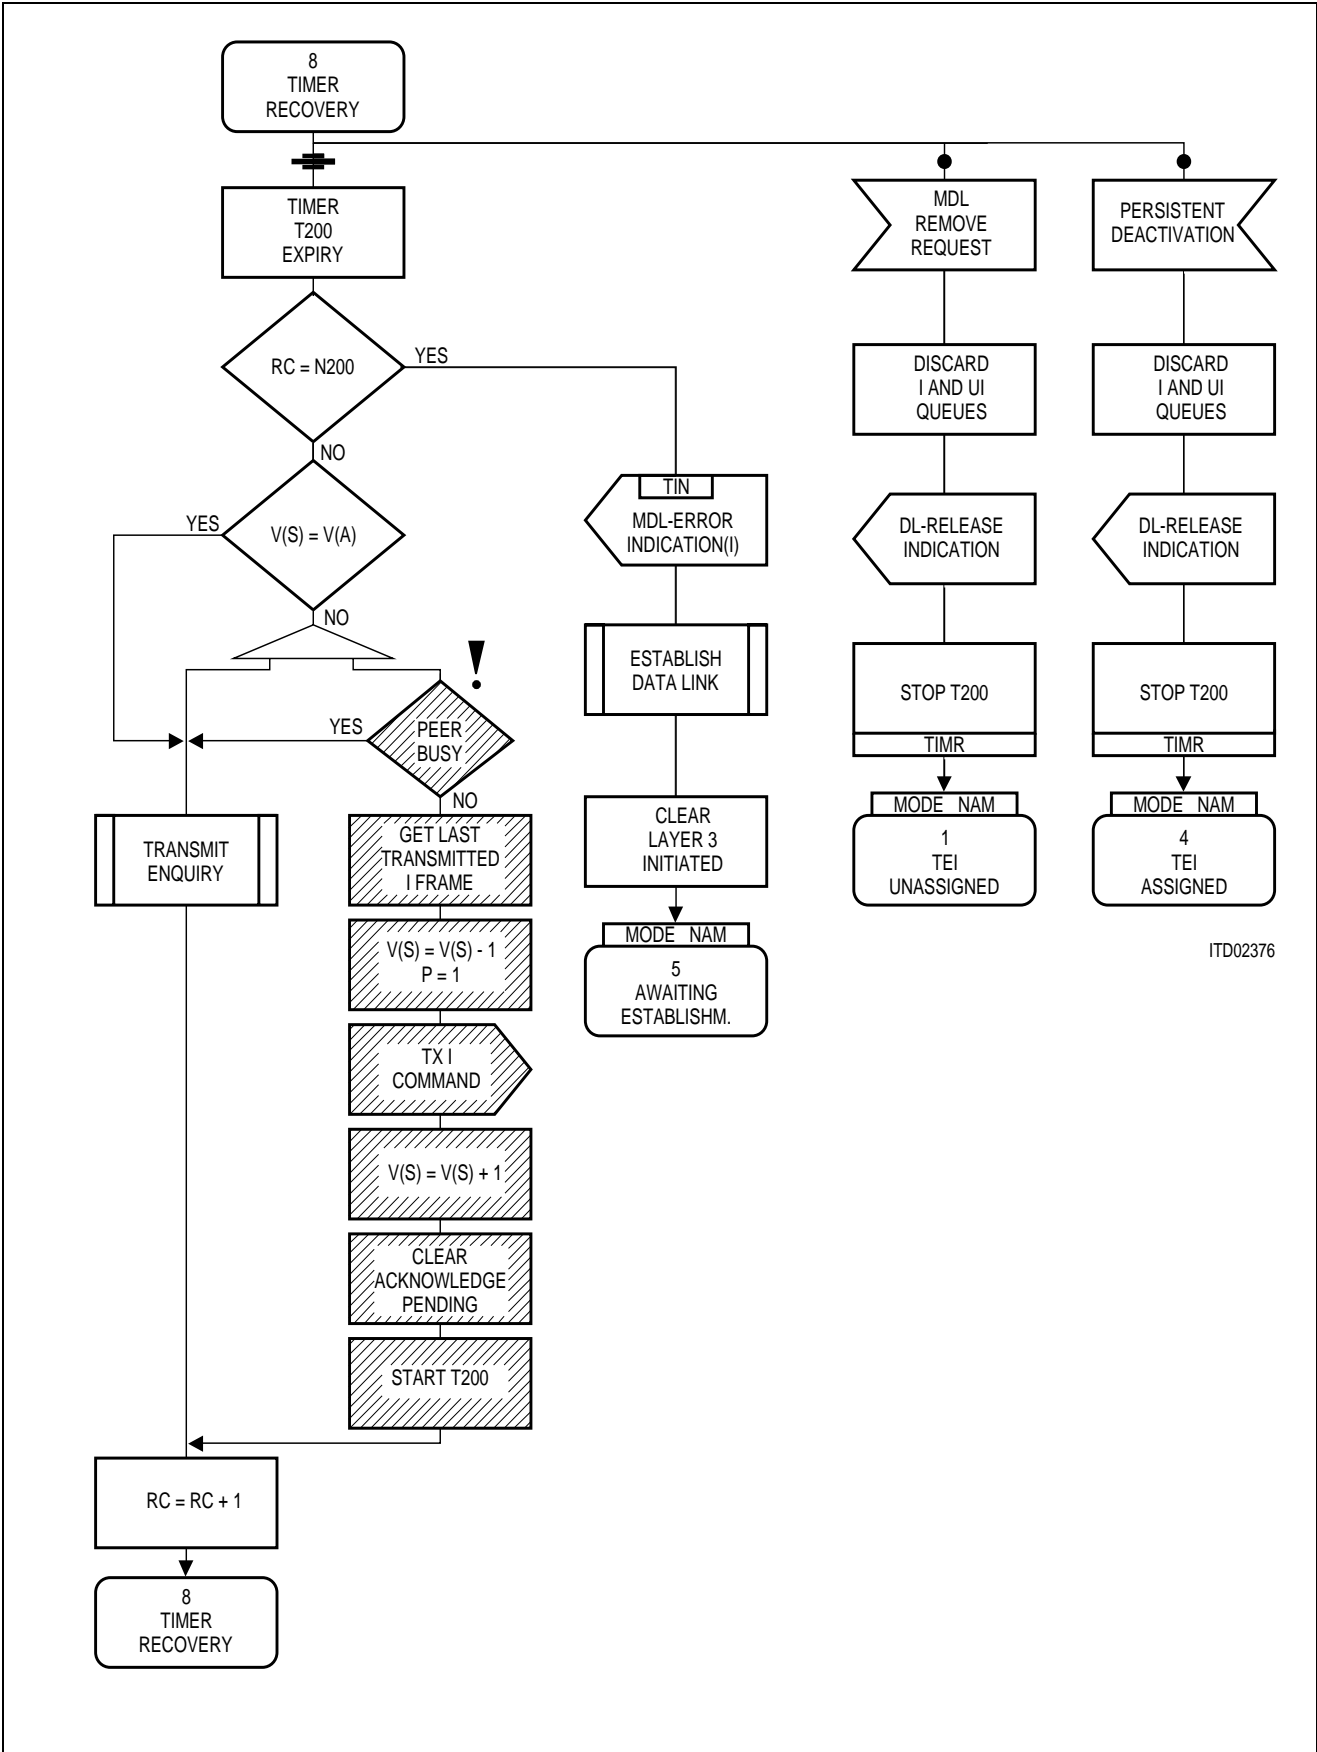 8
TIMER
RECOVERY
TIMER
T200
EXPIRY
RC = N200
YES
NO
V(S) = V(A)
YES
NO
PEER
BUSY
!
YES
NO
TRANSMIT
ENQUIRY
GET LAST
TRANSMITTED
I FRAME
V(S) = V(S) - 1
P = 1
TX I
COMMAND
V(S) = V(S) + 1
CLEAR
ACKNOWLEDGE
PENDING
START T200
RC = RC + 1
8
TIMER
RECOVERY
TIN
MDL-ERROR
INDICATION(I)
ESTABLISH
DATA LINK
CLEAR
LAYER 3
INITIATED
MODE NAM
5
AWAITING
ESTABLISHM.
MDL
REMOVE
REQUEST
DISCARD
I AND UI
QUEUES
DL-RELEASE
INDICATION
STOP T200
TIMR
MODE NAM
1
TEI
UNASSIGNED
PERSISTENT
DEACTIVATION
DISCARD
I AND UI
QUEUES
DL-RELEASE
INDICATION
STOP T200
TIMR
MODE NAM
4
TEI
ASSIGNED
ITD02376